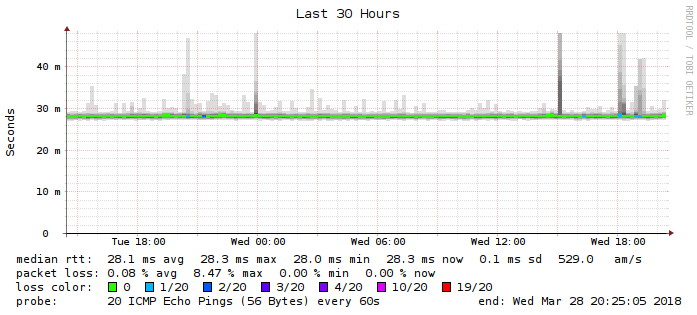 Last 30 Hours
RRDTOOL / TOBI OETIKER
Seconds
40 m
30 m
20 m
10 m
0
Tue 18:00 Wed 00:00 Wed 06:00 Wed 12:00 Wed 18:00
median rtt: 28.1 ms avg 28.3 ms max 28.0 ms min 28.3 ms now 0.1 ms sd 529.0 am/s
packet loss: 0.08 % avg 8.47 % max 0.00 % min 0.00 % now
loss color: 0 1/20 2/20 3/20 4/20 10/20 19/20
probe: 20 ICMP Echo Pings (56 Bytes) every 60s end: Wed Mar 28 20:25:05 2018